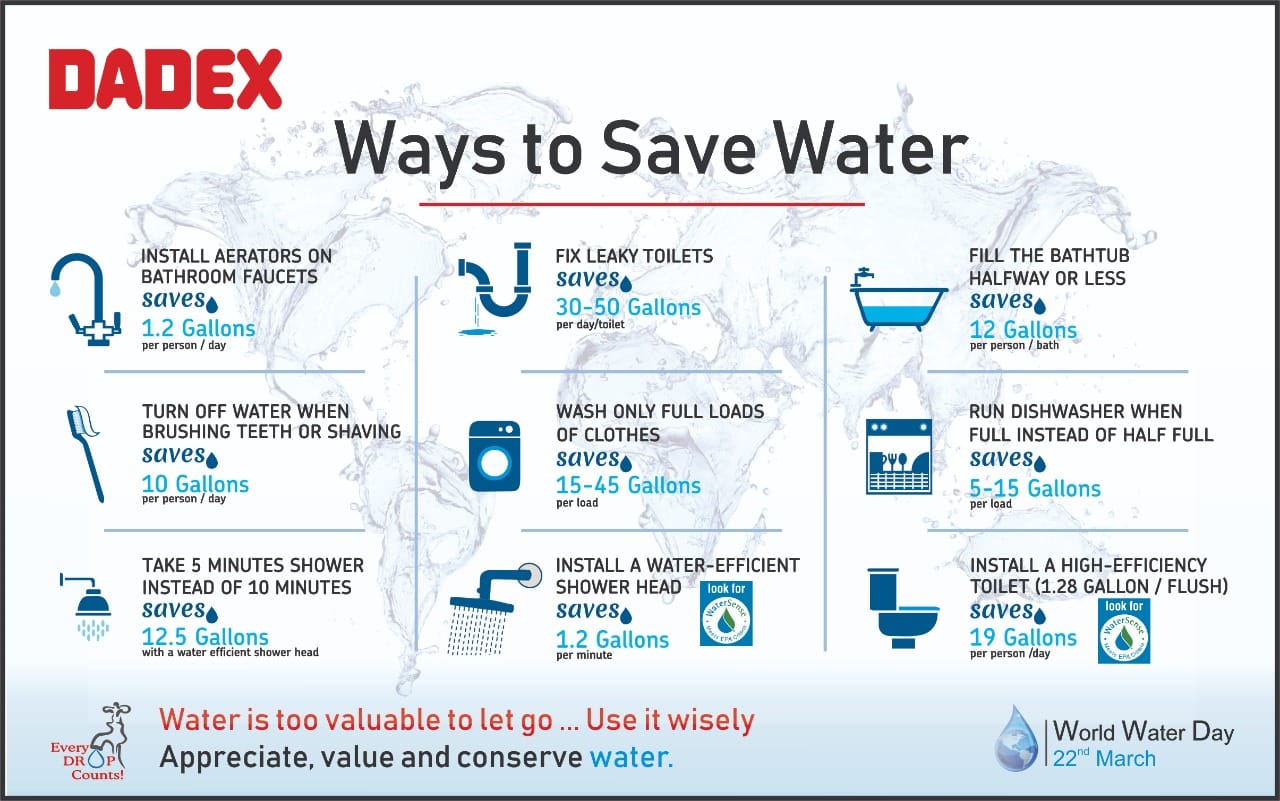 DADEX
Ways to Save Water
INSTALL AERATORS ON
BATHROOM FAUCETS
saves
1.2 Gallons
per person / day
FIX LEAKY TOILETS
saves
30-50 Gallons
per day/toilet
FILL THE BATHTUB
HALFWAY OR LESS
saves
12 Gallons
per person / bath
TURN OFF WATER WHEN
BRUSHING TEETH OR SHAVING
saves
10 Gallons
per person / day
WASH ONLY FULL LOADS
OF CLOTHES
saves
15-45 Gallons
per load
RUN DISHWASHER WHEN
FULL INSTEAD OF HALF FULL
saves
5-15 Gallons
per load
TAKE 5 MINUTES SHOWER
INSTEAD OF 10 MINUTES
saves
12.5 Gallons
with a water efficient shower head
INSTALL A WATER-EFFICIENT
SHOWER HEAD
saves
1.2 Gallons
per minute
look for
WaterSense
Meets EPA Criteria
INSTALL A HIGH-EFFICIENCY
TOILET (1.28 GALLON / FLUSH)
saves
19 Gallons
per person /day
look for
WaterSense
Meets EPA Criteria
Every
DROP
Counts!
Water is too valuable to let go ... Use it wisely
Appreciate, value and conserve water.
World Water Day
22nd March